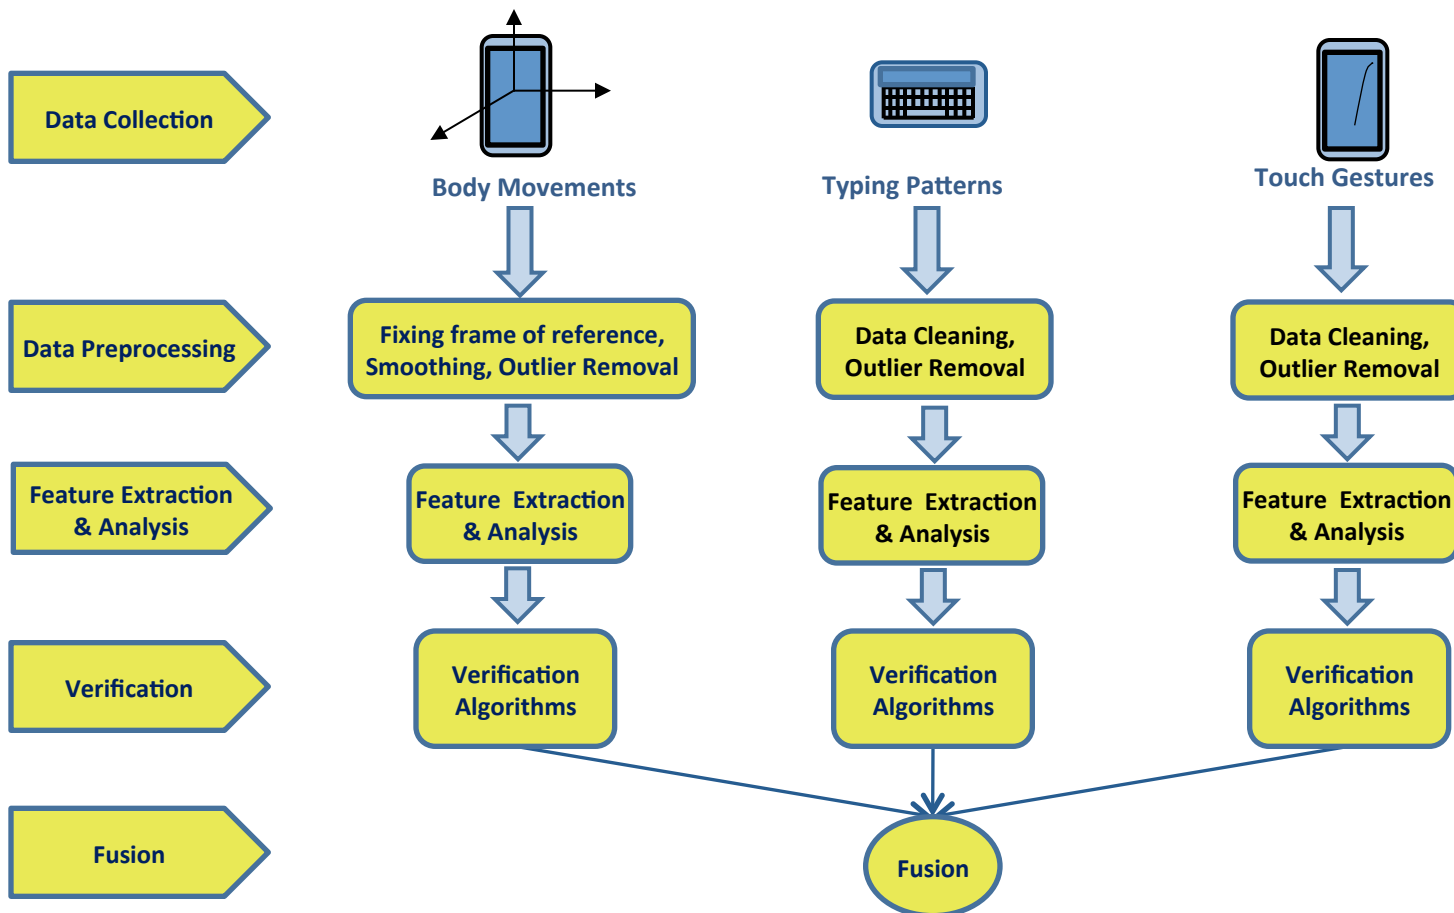 Data Collection
Body Movements
Typing Patterns
Touch Gestures
Data Preprocessing
Fixing frame of reference,
Smoothing, Outlier Removal
Data Cleaning,
Outlier Removal
Data Cleaning,
Outlier Removal
Feature Extraction
& Analysis
Feature Extraction
& Analysis
Feature Extraction
& Analysis
Feature Extraction
& Analysis
Verification
Verification
Algorithms
Verification
Algorithms
Verification
Algorithms
Fusion
Fusion